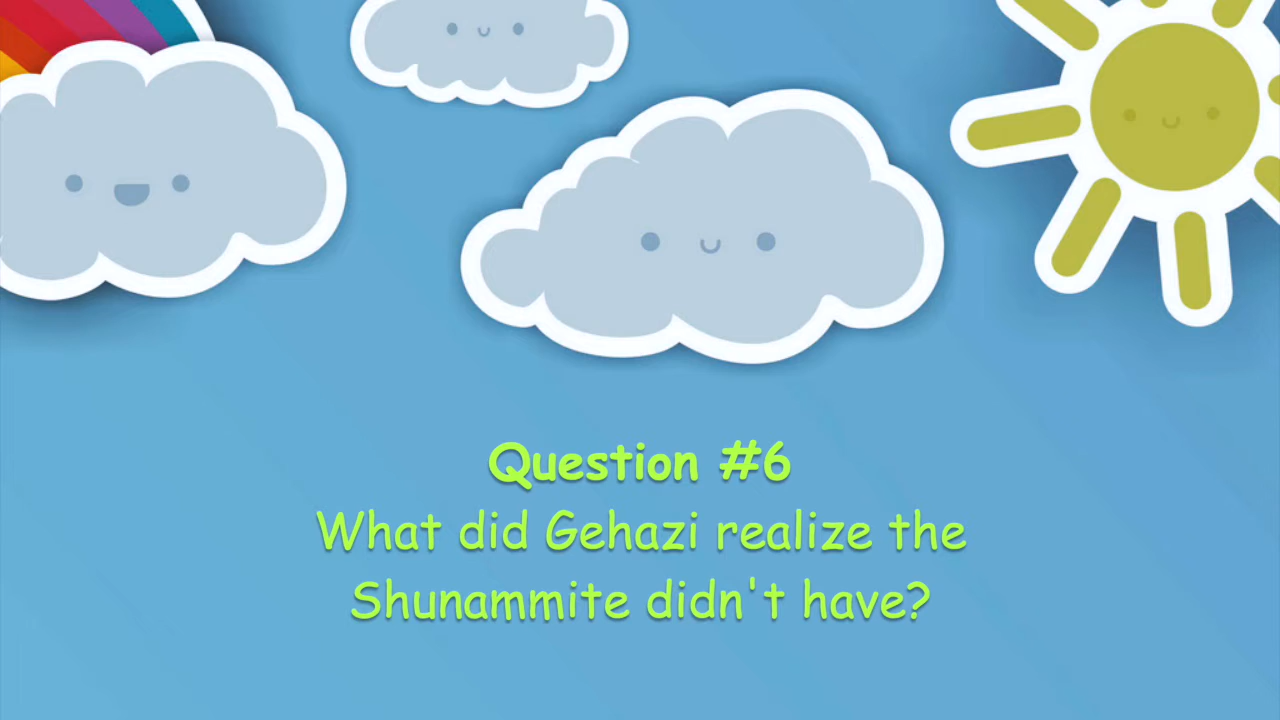 Question #6
What did Gehazi realize the
Shunammite didn't have?